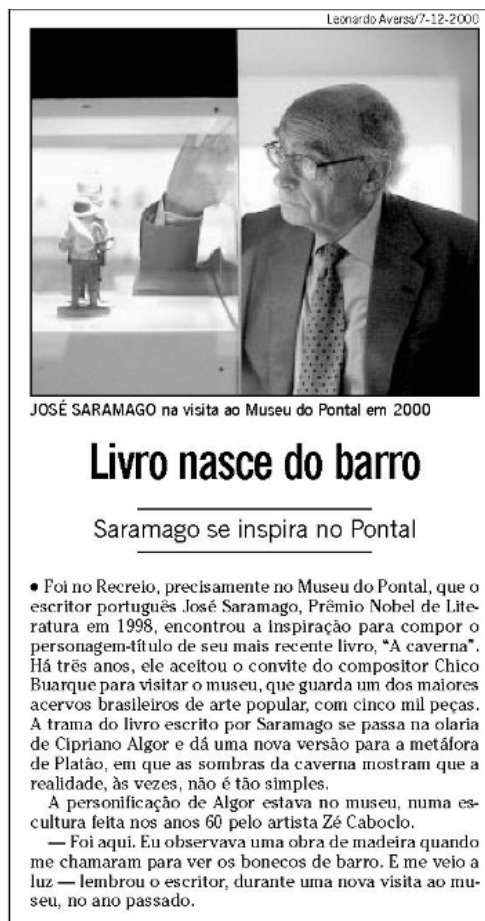 Leonardo Aversa/7-12-2000
JOSÉ SARAMAGO na visita ao Museu do Pontal em 2000
Livro nasce do barro
Saramago se inspira no Pontal
• Foi no Recreio, precisamente no Museu do Pontal, que o
escritor português José Saramago, Prêmio Nobel de Lite-
ratura em 1998, encontrou a inspiração para compor o
personagem-título de seu mais recente livro, “A caverna”.
Há três anos, ele aceitou o convite do compositor Chico
Buarque para visitar o museu, que guarda um dos maiores
acervos brasileiros de arte popular, com cinco mil peças.
A trama do livro escrito por Saramago se passa na olaria
de Cipriano Algor e dá uma nova versão para a metáfora
de Platão, em que as sombras da caverna mostram que a
realidade, às vezes, não é tão simples.
A personificação de Algor estava no museu, numa es-
cultura feita nos anos 60 pelo artista Zé Caboclo.
— Foi aqui. Eu observava uma obra de madeira quando
me chamaram para ver os bonecos de barro. E me veio a
luz — lembrou o escritor, durante uma nova visita ao mu-
seu, no ano passado.